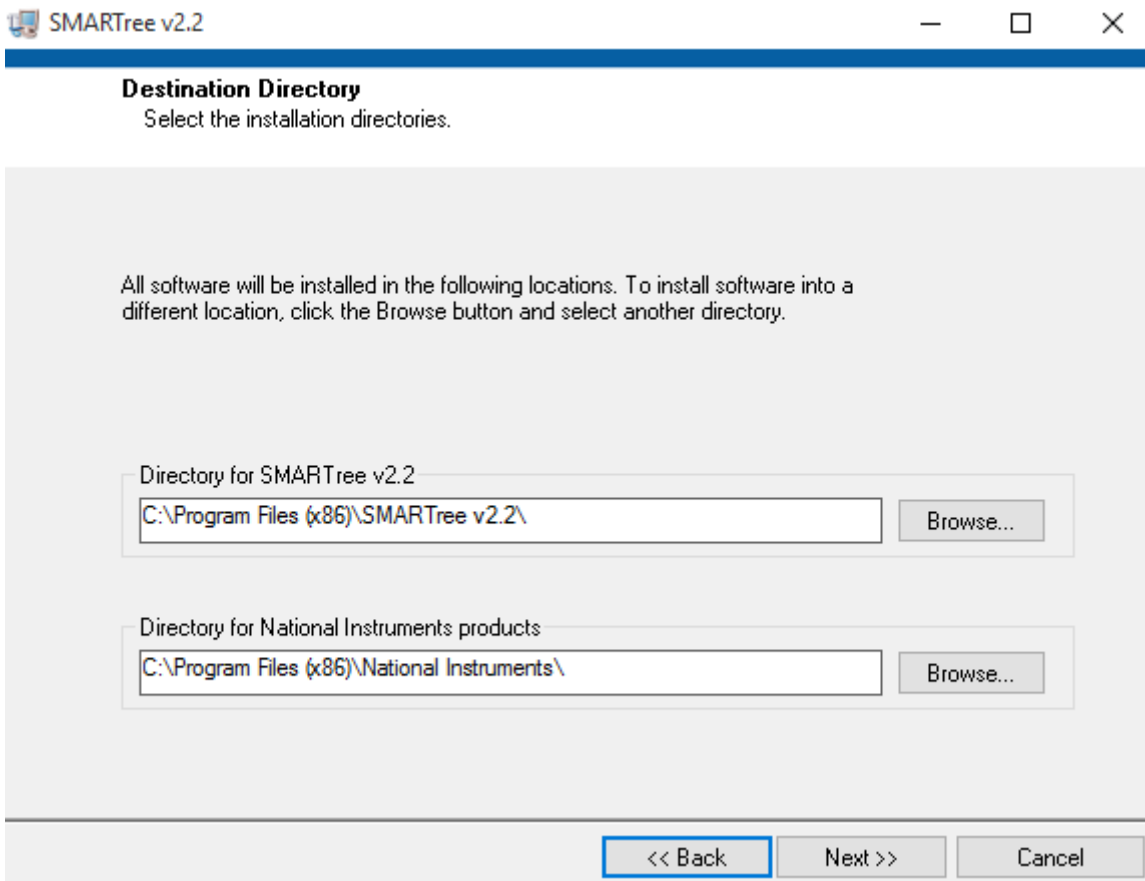 SMARTree v2.2
Destination Directory
Select the installation directories.
All software will be installed in the following locations. To install software into a
different location, click the Browse button and select another directory.
Directory for SMARTree v2.2
C:\Program Files (x86)\SMARTree v2.2\
Browse...
Directory for National Instruments products
C:\Program Files (x86)\National Instruments\
Browse...
<< Back
Next >>
Cancel